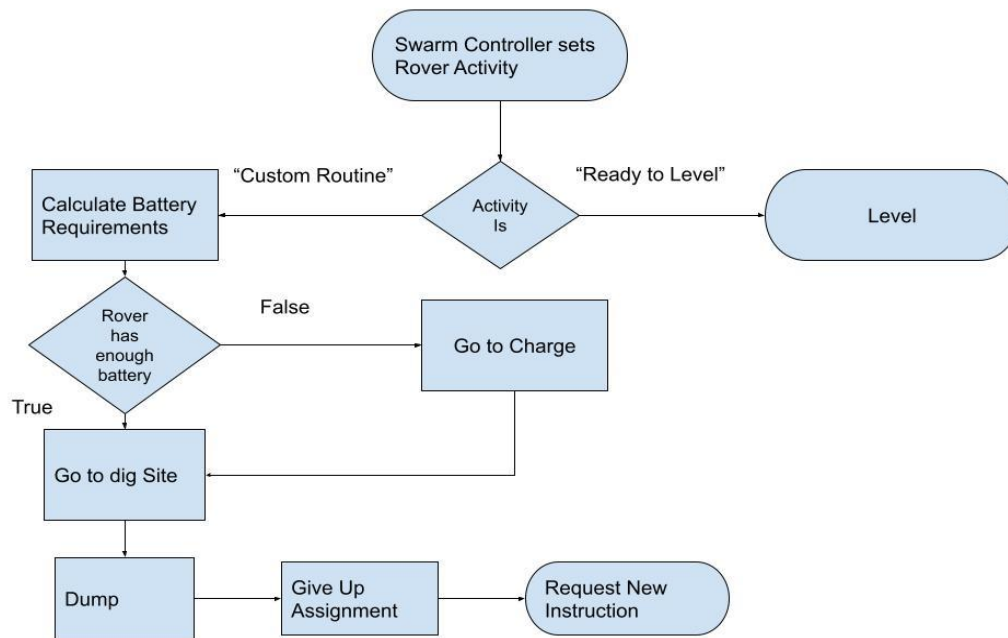 Swarm Controller sets
Rover Activity
“Custom Routine”
“Ready to Level”
Calculate Battery
Requirements
Activity
Is
Level
Rover
has
enough
battery
False
Go to Charge
True
Go to dig Site
Dump
Give Up
Assignment
Request New
Instruction